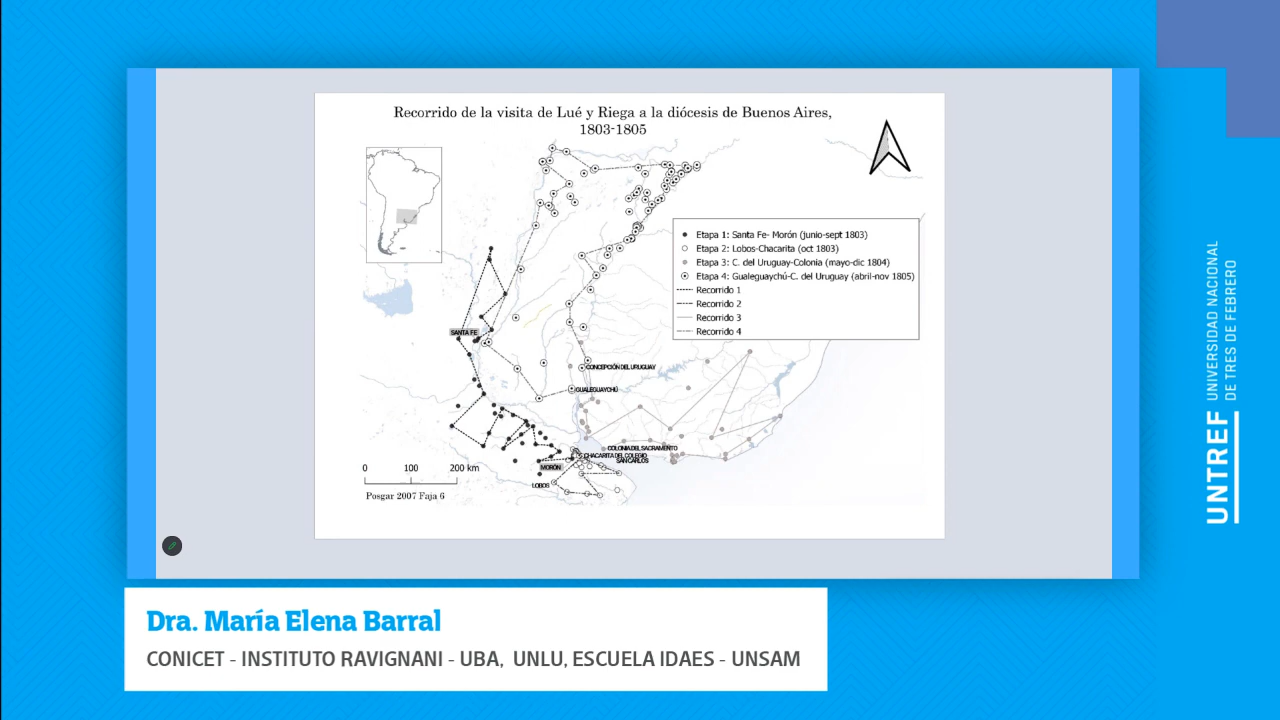 Recorrido de la visita de Lué y Riega a la diócesis de Buenos Aires,
1803-1805
Etapa 1: Santa Fe- Morón (junio-sept 1803)
Etapa 2: Lobos-Chacarita (oct 1803)
Etapa 3: C. del Uruguay-Colonia (mayo-dic 1804)
Etapa 4: Gualeguaychú-C. del Uruguay (abril-nov 1805)
Recorrido 1
Recorrido 2
Recorrido 3
Recorrido 4
SANTA FE
CONCEPCIÓN DEL URUGUAY
GUALEGUAYCHÚ
COLONIA DEL SACRAMENTO
CHACARITA DEL COLEGIO
SAN CARLOS
MORÓN
LOBOS
0 100 200 km
Posgar 2007 Faja 6
Dra. María Elena Barral
CONICET - INSTITUTO RAVIGNANI - UBA, UNLU, ESCUELA IDAES - UNSAM
UNTREF
UNIVERSIDAD NACIONAL
DE TRES DE FEBRERO